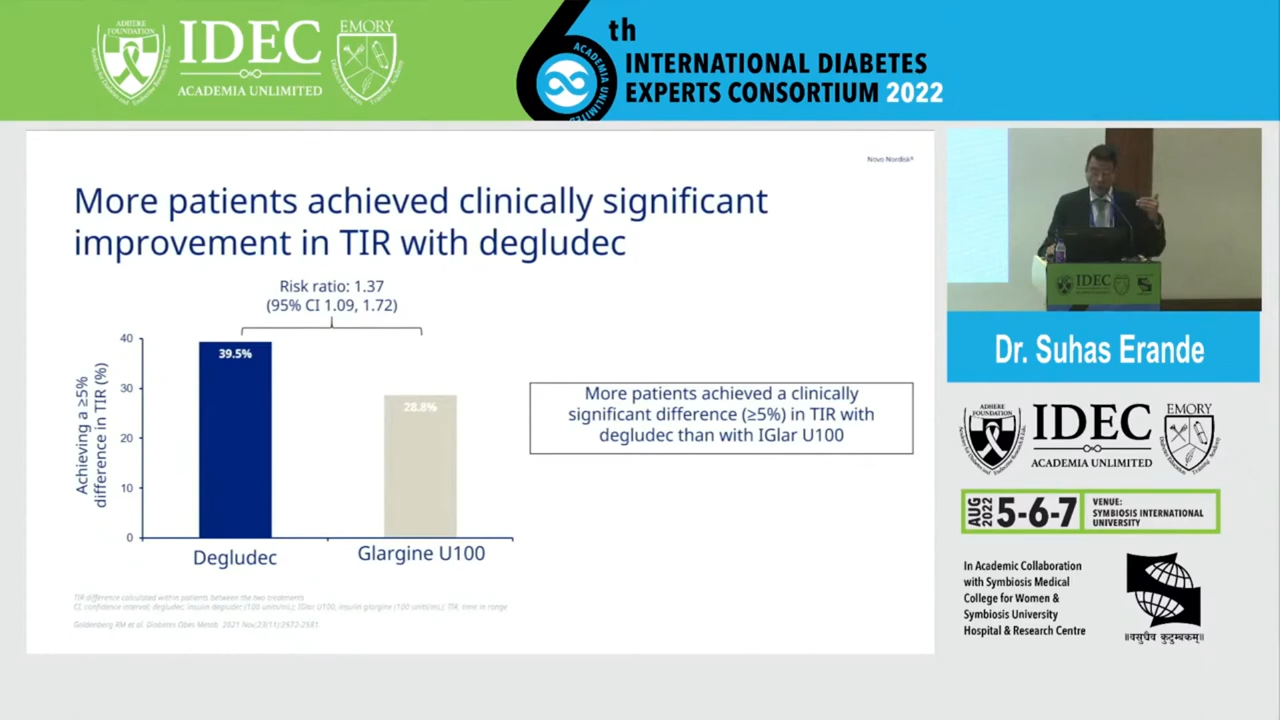 ADHERE
FOUNDATION
IDEC
ACADEMIA UNLIMITED
EMORY
6th
ACADEMIA UNLIMITED
INTERNATIONAL DIABETES
EXPERTS CONSORTIUM 2022
Novo Nordisk®
More patients achieved clinically significant
improvement in TIR with degludec
Risk ratio: 1.37
(95% CI 1.09, 1.72)
Achieving a ≥5%
difference in TIR (%)
40
30
20
10
0
39.5%
28.8%
Degludec
Glargine U100
More patients achieved a clinically
significant difference (≥5%) in TIR with
degludec than with IGlar U100
TIR difference calculated within patients between the two treatments
CI, confidence interval; degludec; insulin degludec (100 units/mL); IGlar U100, insulin glargine (100 units/mL); TIR, time in range
Goldenberg RM et al. Diabetes Obes Metab. 2021 Nov;23(11):2572-2581.
IDEC
Dr. Suhas Erande
ADHERE
FOUNDATION
IDEC
ACADEMIA UNLIMITED
EMORY
AUG
2022
5-6-7
VENUE:
SYMBIOSIS INTERNATIONAL
UNIVERSITY
In Academic Collaboration
with Symbiosis Medical
College for Women &
Symbiosis University
Hospital & Research Centre
॥वसुधैव कुटुम्बकम्॥